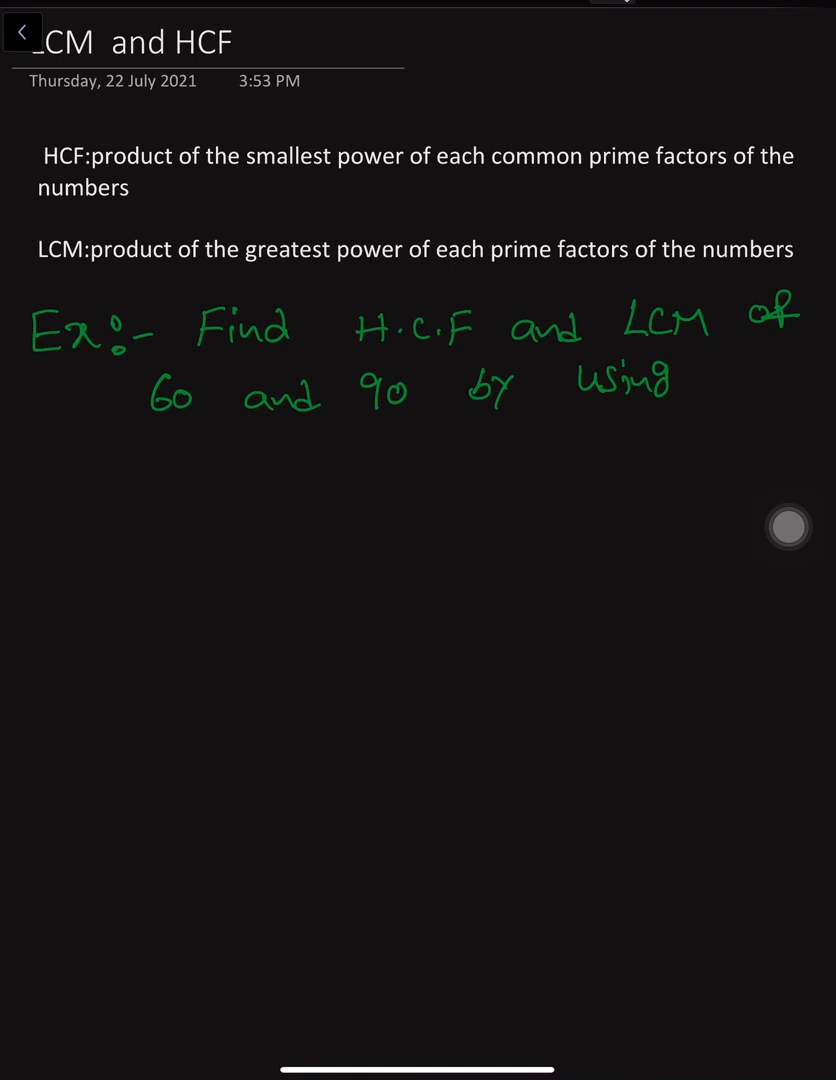 LCM and HCF
Thursday, 22 July 2021 3:53 PM
HCF:product of the smallest power of each common prime factors of the
numbers
LCM:product of the greatest power of each prime factors of the numbers
Ex:- Find H.C.F and LCM of
60 and 90 by using